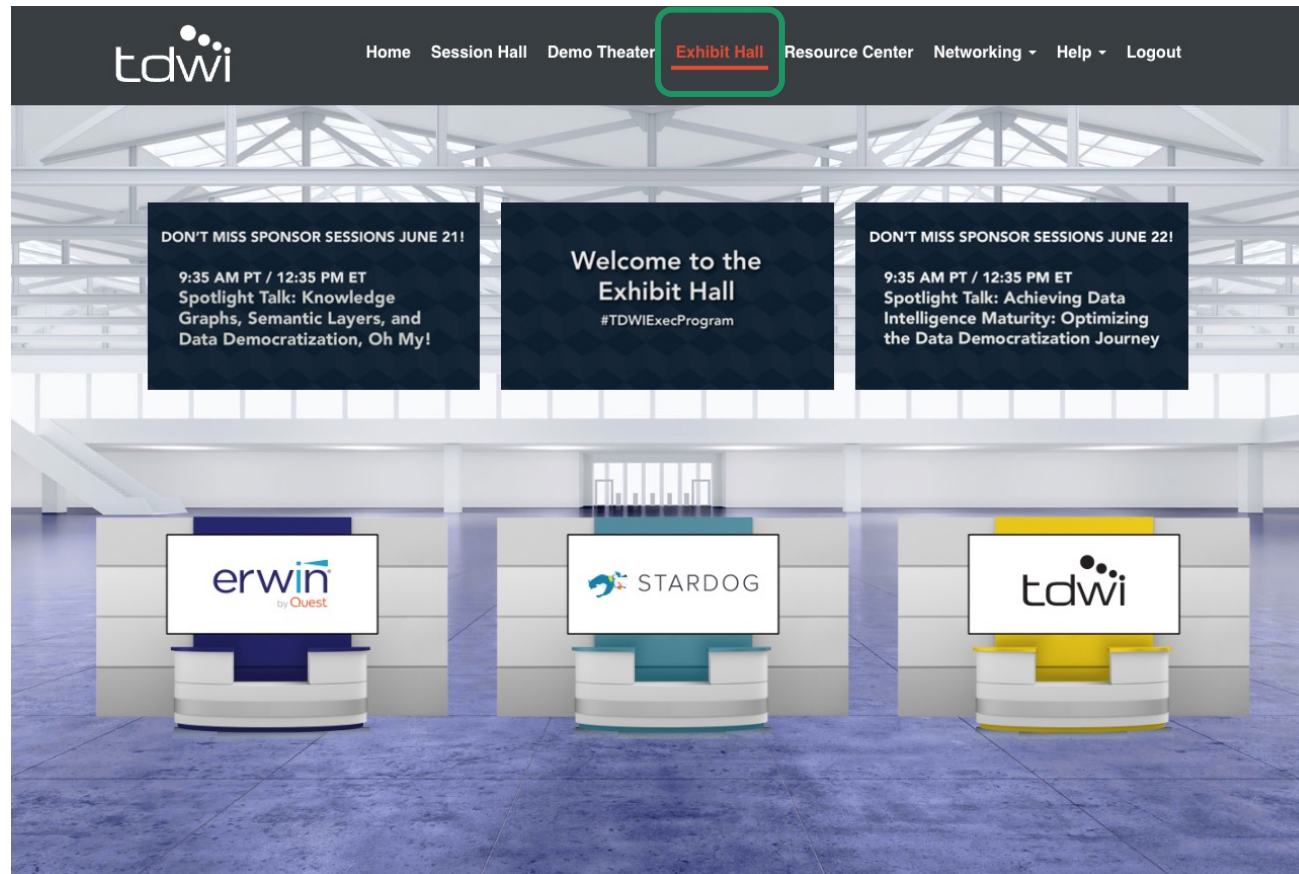 tdwi
Home Session Hall Demo Theater Exhibit Hall Resource Center Networking Help Logout
DON'T MISS SPONSOR SESSIONS JUNE 21!
9:35 AM PT / 12:35 PM ET
Spotlight Talk: Knowledge
Graphs, Semantic Layers, and
Data Democratization, Oh My!
Welcome to the
Exhibit Hall
#TDWIExecProgram
DON'T MISS SPONSOR SESSIONS JUNE 22!
9:35 AM PT / 12:35 PM ET
Spotlight Talk: Achieving Data
Intelligence Maturity: Optimizing
the Data Democratization Journey
erwin
by Quest
STARDOG
tdwi